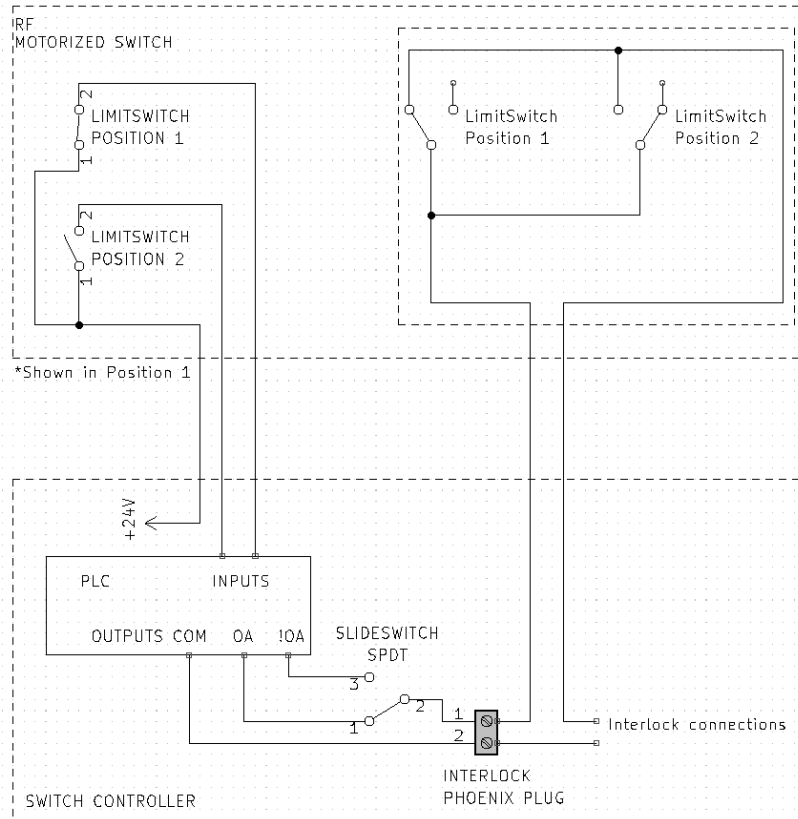 RF
MOTORIZED SWITCH
2
LIMITSWITCH
POSITION 1
1
2
LIMITSWITCH
POSITION 2
1
LimitSwitch
Position 1
LimitSwitch
Position 2
*Shown in Position 1
+24V
PLC
INPUTS
OUTPUTS COM OA !OA
SLIDESWITCH
SPDT
3
2
1
1
2
Interlock connections
INTERLOCK
PHOENIX PLUG
SWITCH CONTROLLER